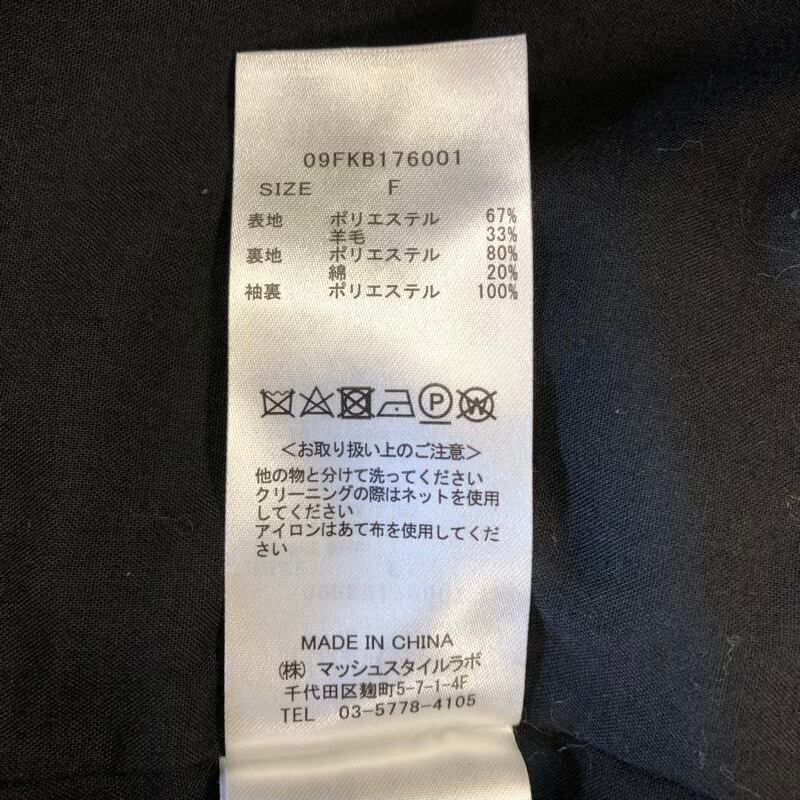 09FKB176001
SIZE F
表地 ポリエステル 67%
羊毛 33%
裏地 ポリエステル 80%
綿 20%
袖裏 ポリエステル 100%
P W
<お取り扱い上のご注意>
他の物と分けて洗ってください
クリーニングの際はネットを使用
してください
アイロンはあて布を使用してくだ
さい
MADE IN CHINA
(株) マッシュスタイルラボ
千代田区麹町5-7-1-4F
TEL 03-5778-4105